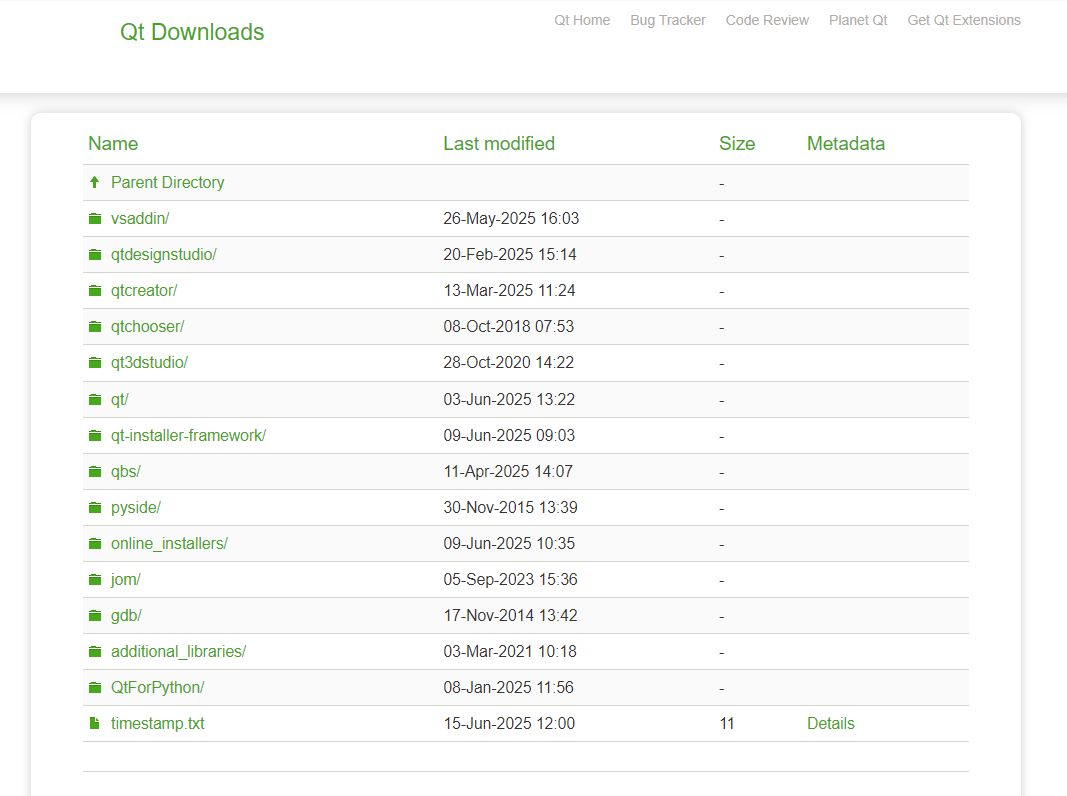 Qt Downloads
Qt Home Bug Tracker Code Review Planet Qt Get Qt Extensions
Name Last modified Size Metadata
Parent Directory -
vsaddin/ 26-May-2025 16:03 -
qtdesignstudio/ 20-Feb-2025 15:14 -
qtcreator/ 13-Mar-2025 11:24 -
qtchooser/ 08-Oct-2018 07:53 -
qt3dstudio/ 28-Oct-2020 14:22 -
qt/ 03-Jun-2025 13:22 -
qt-installer-framework/ 09-Jun-2025 09:03 -
qbs/ 11-Apr-2025 14:07 -
pyside/ 30-Nov-2015 13:39 -
online_installers/ 09-Jun-2025 10:35 -
jom/ 05-Sep-2023 15:36 -
gdb/ 17-Nov-2014 13:42 -
additional_libraries/ 03-Mar-2021 10:18 -
QtForPython/ 08-Jan-2025 11:56 -
timestamp.txt 15-Jun-2025 12:00 11 Details